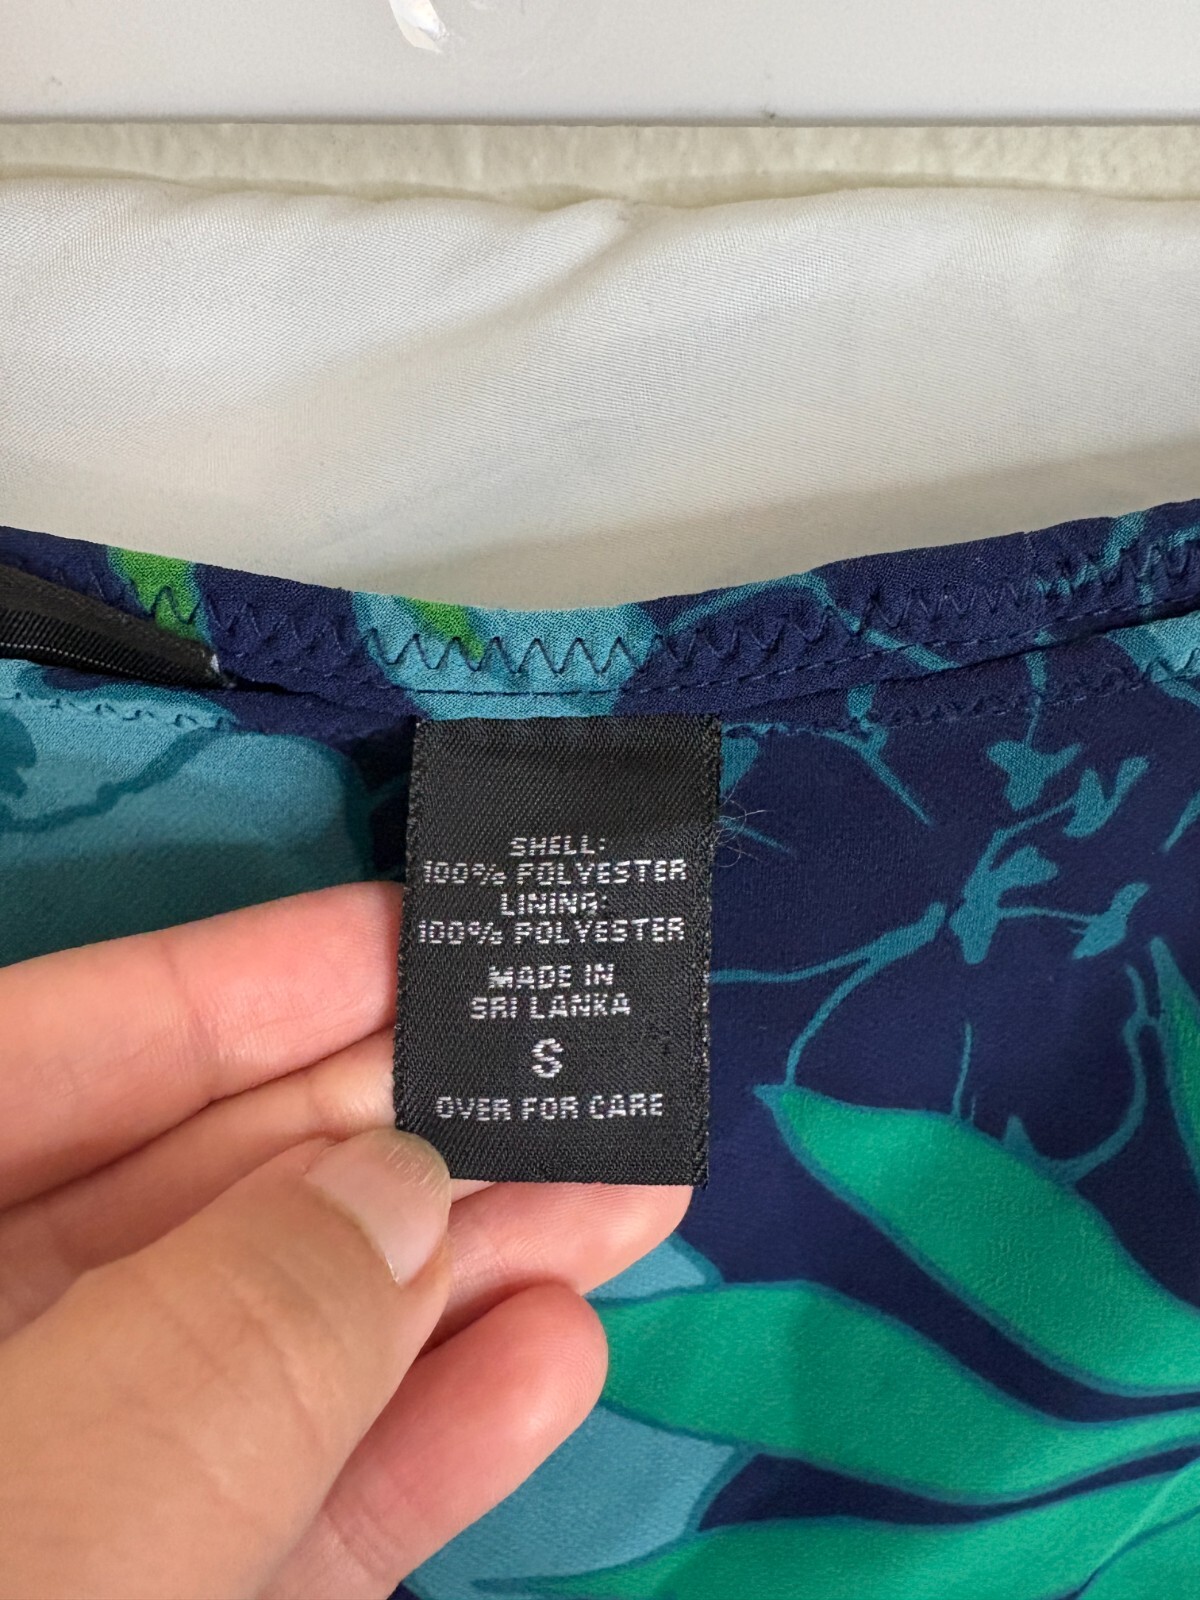 SHELL:
100% POLYESTER
LINING:
100% POLYESTER
MADE IN
SRI LANKA
S
OVER FOR CARE